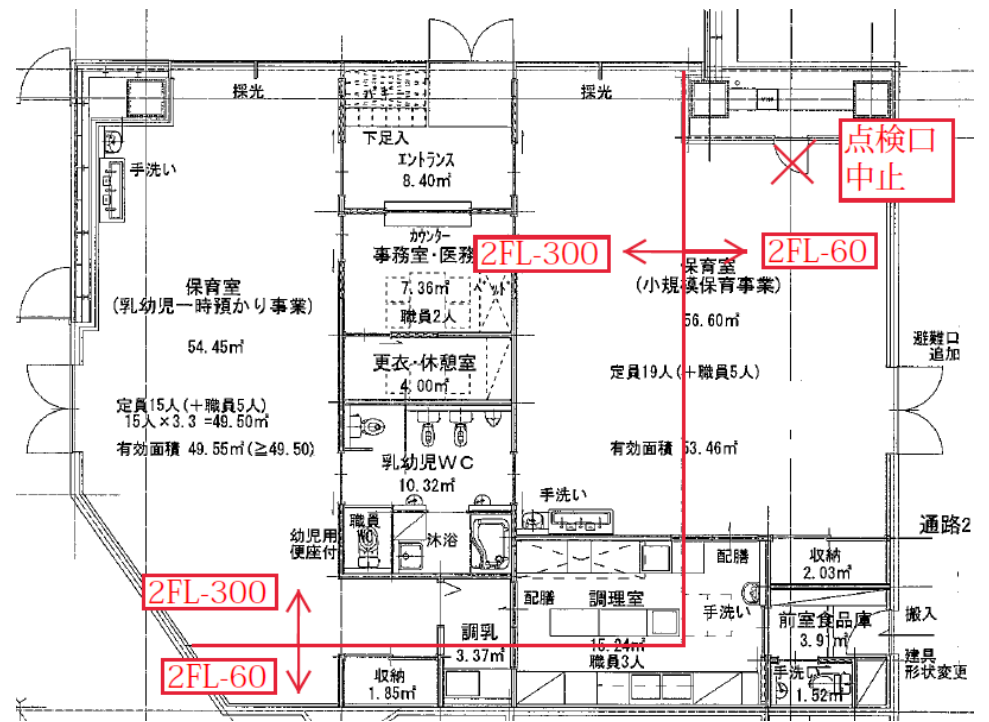 採光
採光
下足入
点検口
中止
エントランス
8.40㎡
手洗い
カウンター
2FL-300
2FL-60
事務室・医務
7.36㎡
ベッド
職員2人
保育室
(小規模保育事業)
56.60㎡
保育室
(乳幼児一時預かり事業)
54.45㎡
避難口
追加
更衣・休憩室
4.00㎡
定員19人(+職員5人)
定員15人(+職員5人)
15人×3.3 =49.50㎡
有効面積 49.55㎡(≧49.50)
有効面積 53.46㎡
乳幼児WC
10.32㎡
手洗い
通路2
職員
WC
幼児用
便座付
沐浴
配膳
収納
2.03㎡
2FL-300
配膳
調理室
手洗い
前室食品庫
3.91㎡
搬入
調乳
3.37㎡
15.24㎡
職員3人
建具
形状変更
2FL-60
収納
1.85㎡
手洗い
1.52㎡